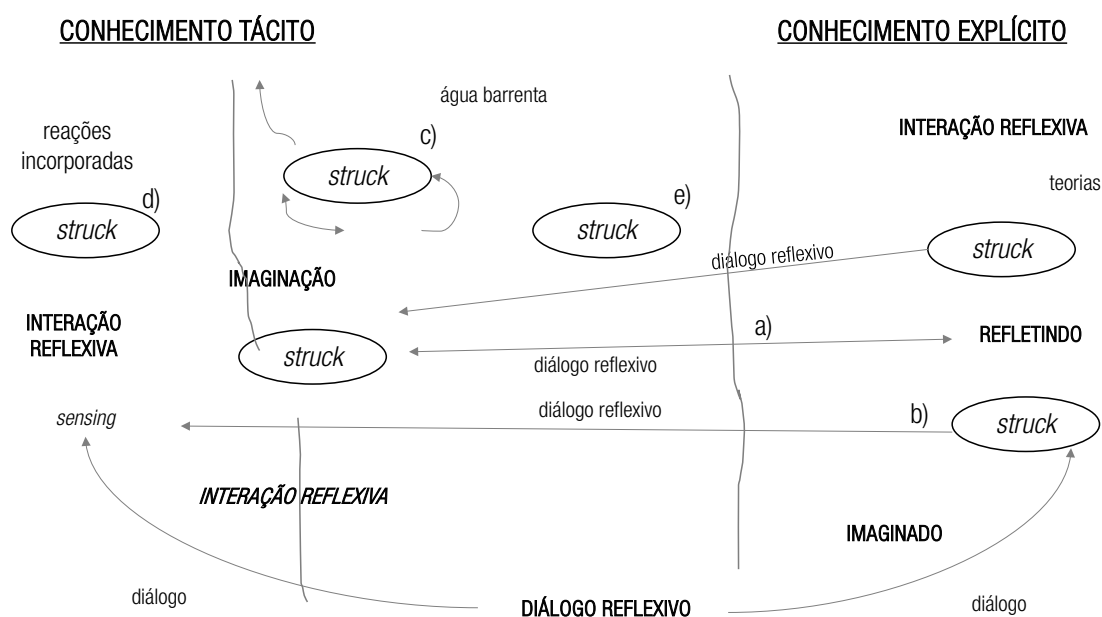 CONHECIMENTO TÁCITO
CONHECIMENTO EXPLÍCITO
água barrenta
reações
incorporadas
c)
INTERAÇÃO REFLEXIVA
struck
teorias
d)
e)
struck
struck
struck
diálogo reflexivo
IMAGINAÇÃO
INTERAÇÃO
REFLEXIVA
a)
REFLETINDO
struck
diálogo reflexivo
sensing
diálogo reflexivo
b)
struck
INTERAÇÃO REFLEXIVA
IMAGINADO
diálogo
DIÁLOGO REFLEXIVO
diálogo